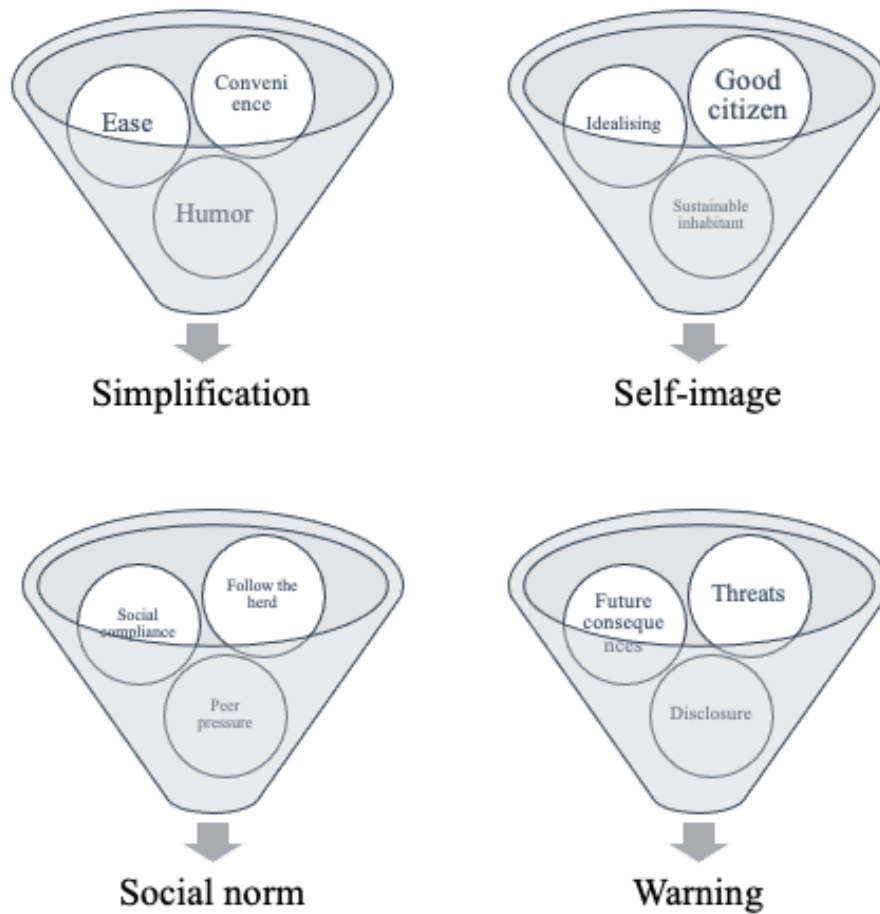 Ease
Conveni
ence
Humor
Simplification
Idealising
Good
citizen
Sustainable
inhabitant
Self-image
Social
compliance
Follow the
herd
Peer
pressure
Social norm
Future
conseque
nces
Threats
Disclosure
Warning